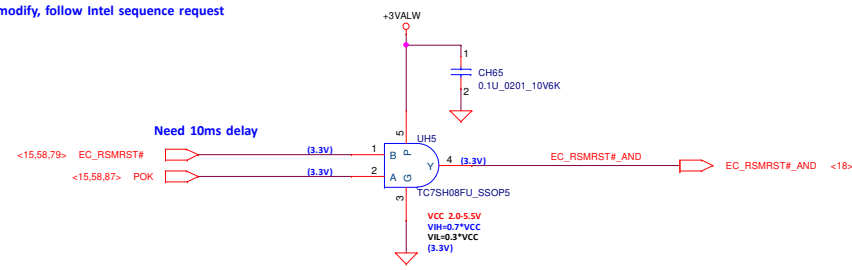 modify, follow Intel sequence request
+3VALW
1
CH65
0.1U_0201_10V6K
2
Need 10ms delay
5
UH5
<15,58,79> EC_RSMRST# (3.3V) 1 B P
Y 4 (3.3V) EC_RSMRST#_AND EC_RSMRST#_AND <18>
<15,58,87> POK (3.3V) 2 A G
TC7SH08FU_SSOP5
3
VCC 2.0-5.5V
VIH=0.7*VCC
VIL=0.3*VCC
(3.3V)